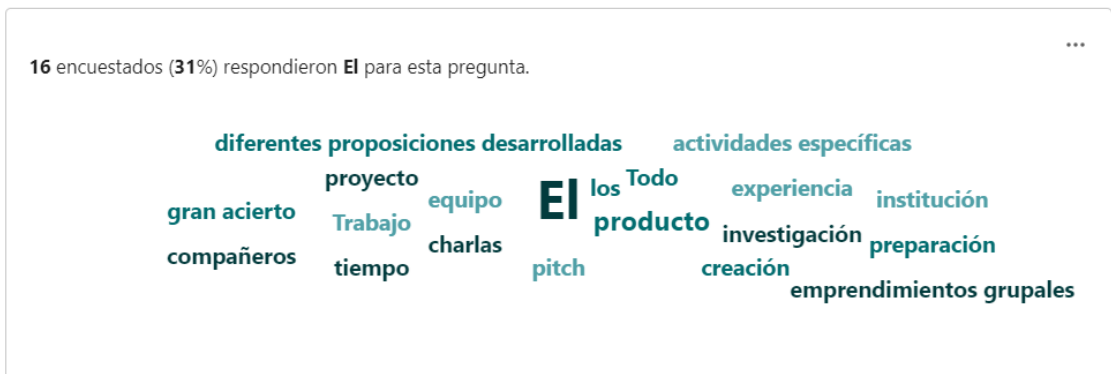 16 encuestados (31%) respondieron El para esta pregunta.
diferentes proposiciones desarrolladas actividades específicas
proyecto equipo El los Todo experiencia institución
gran acierto Trabajo producto
compañeros charlas investigación preparación
tiempo pitch creación
emprendimientos grupales